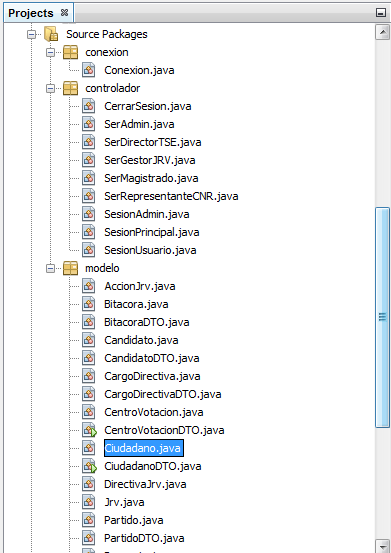 Projects
Source Packages
conexion
Conexion.java
controlador
CerrarSesion.java
SerAdmin.java
SerDirectorTSE.java
SerGestorJRV.java
SerMagistrado.java
SerRepresentanteCNR.java
SesionAdmin.java
SesionPrincipal.java
SesionUsuario.java
modelo
AccionJrv.java
Bitacora.java
BitacoraDTO.java
Candidato.java
CandidatoDTO.java
CargoDirectiva.java
CargoDirectivaDTO.java
CentroVotacion.java
CentroVotacionDTO.java
Ciudadano.java
CiudadanoDTO.java
DirectivaJrv.java
Jrv.java
Partido.java
PartidoDTO.java